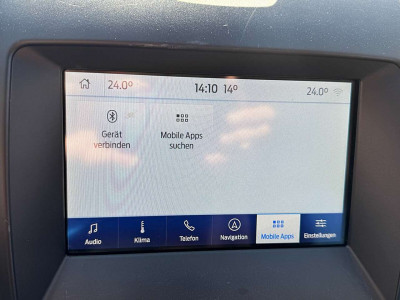 24.0° 14:10 14° 24.0°
Gerät verbinden
Mobile Apps suchen
Audio Klima Telefon Navigation Mobile Apps Einstellungen